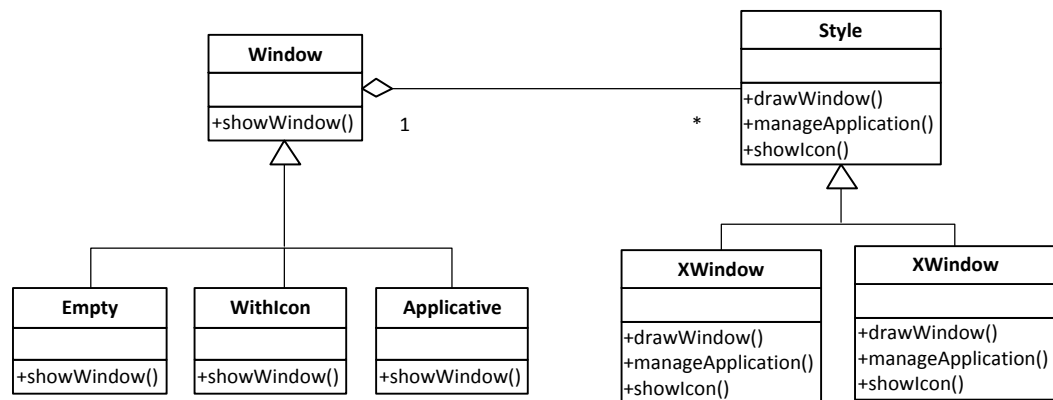 Window
+showWindow()
1
*
Style
+drawWindow()
+manageApplication()
+showIcon()
Empty
+showWindow()
WithIcon
+showWindow()
Applicative
+showWindow()
XWindow
+drawWindow()
+manageApplication()
+showIcon()
XWindow
+drawWindow()
+manageApplication()
+showIcon()